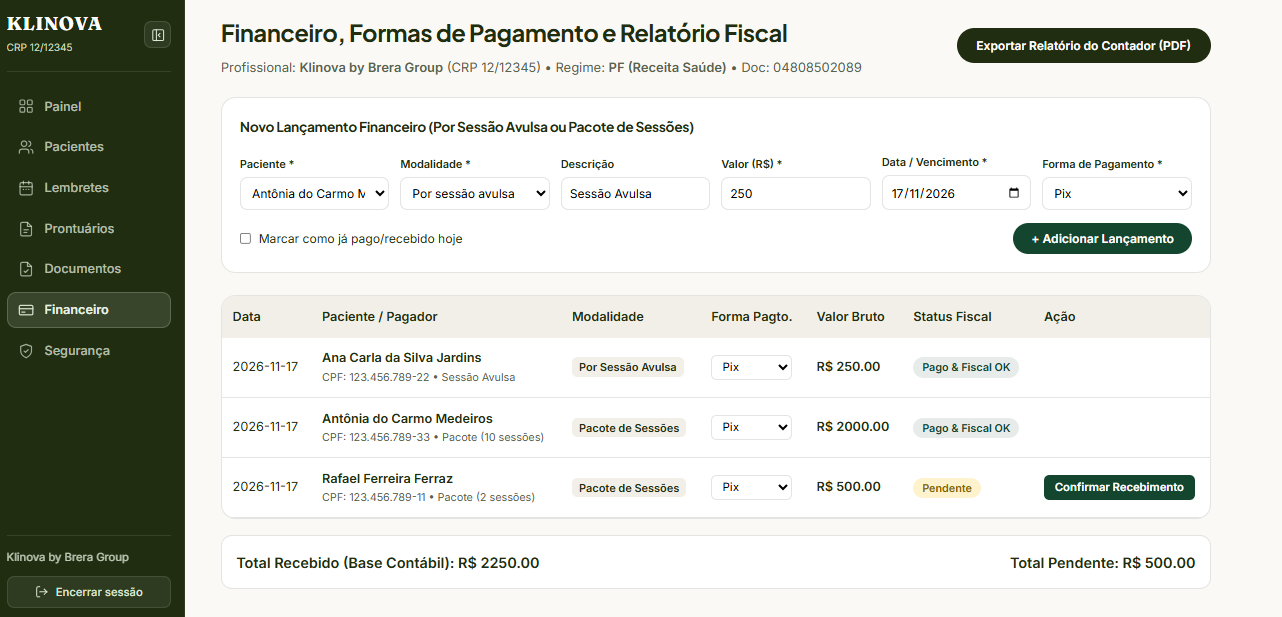 KLINOVA
CRP 12/12345
Painel
Pacientes
Lembretes
Prontuários
Documentos
Financeiro
Segurança
Klinova by Brera Group
Encerrar sessão
Financeiro, Formas de Pagamento e Relatório Fiscal
Profissional: Klinova by Brera Group (CRP 12/12345) • Regime: PF (Receita Saúde) • Doc: 04808502089
Exportar Relatório do Contador (PDF)
Novo Lançamento Financeiro (Por Sessão Avulsa ou Pacote de Sessões)
Paciente * Modalidade * Descrição Valor (R$) * Data / Vencimento * Forma de Pagamento *
Antônia do Carmo M Por sessão avulsa Sessão Avulsa 250 17/11/2026 Pix
Marcar como já pago/recebido hoje + Adicionar Lançamento
Data Paciente / Pagador Modalidade Forma Pagto. Valor Bruto Status Fiscal Ação
Ana Carla da Silva Jardins
2026-11-17 Por Sessão Avulsa Pix R$ 250.00 Pago & Fiscal OK
CPF: 123.456.789-22 • Sessão Avulsa
Antônia do Carmo Medeiros
2026-11-17 Pacote de Sessões Pix R$ 2000.00 Pago & Fiscal OK
CPF: 123.456.789-33 • Pacote (10 sessões)
Rafael Ferreira Ferraz
2026-11-17 Pacote de Sessões Pix R$ 500.00 Pendente Confirmar Recebimento
CPF: 123.456.789-11 • Pacote (2 sessões)
Total Recebido (Base Contábil): R$ 2250.00 Total Pendente: R$ 500.00